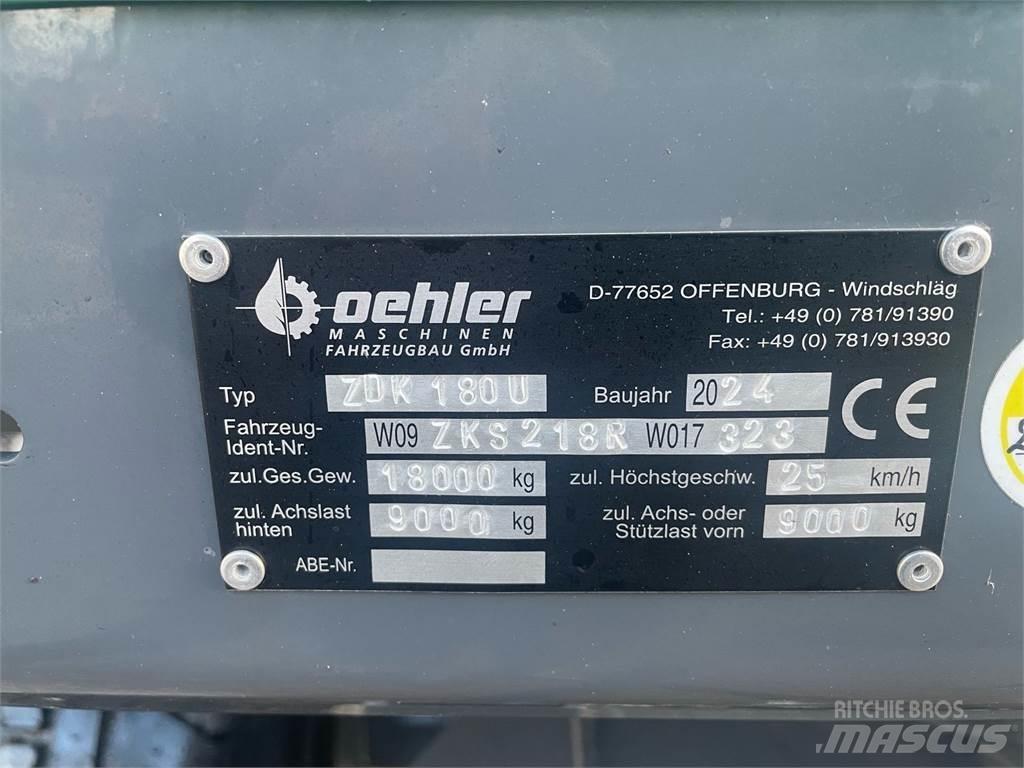 oehler
MASCHINEN
FAHRZEUGBAU GmbH
D-77652 OFFENBURG - Windschläg
Tel.: +49 (0) 781/91390
Fax: +49 (0) 781/913930
Typ ZDK 180U Baujahr 2024 CE
Fahrzeug-
Ident-Nr. W09 ZKS218R W017 323
zul.Ges.Gew. 18000 kg zul. Höchstgeschw. 25 km/h
zul. Achslast
hinten 9000 kg
zul. Achs- oder
Stützlast vorn 9000 kg
ABE-Nr.
RITCHIE BROS.
MASCUS